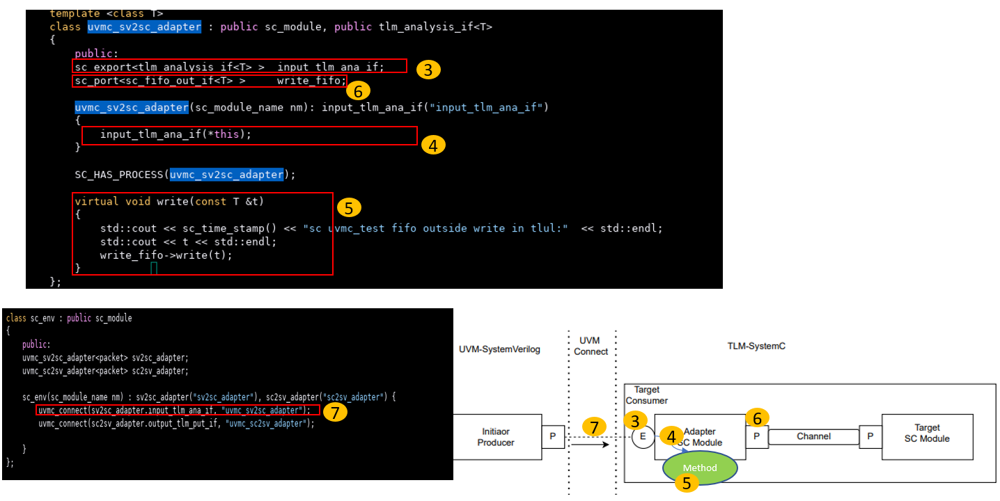 template <class T>
class uvmc_sv2sc_adapter : public sc_module, public tlm_analysis_if<T>
{
public:
sc_export<tlm_analysis_if<T> > input_tlm_ana_if;
3
sc_port<sc_fifo_out_if<T> > write_fifo;
6
uvmc_sv2sc_adapter(sc_module_name nm): input_tlm_ana_if("input_tlm_ana_if")
{
input_tlm_ana_if(*this);
4
}
SC_HAS_PROCESS(uvmc_sv2sc_adapter);
virtual void write(const T &t)
5
{
std::cout << sc_time_stamp() << "sc uvmc_test fifo outside write in tlul:" << std::endl;
std::cout << t << std::endl;
write_fifo->write(t);
}
};
class sc_env : public sc_module
{
public:
uvmc_sv2sc_adapter<packet> sv2sc_adapter;
uvmc_sc2sv_adapter<packet> sc2sv_adapter;
sc_env(sc_module_name nm) : sv2sc_adapter("sv2sc_adapter"), sc2sv_adapter("sc2sv_adapter") {
uvmc_connect(sv2sc_adapter.input_tlm_ana_if, "uvmc_sv2sc_adapter");
7
uvmc_connect(sc2sv_adapter.output_tlm_put_if, "uvmc_sc2sv_adapter");
}
};
UVM-SystemVerilog
UVM
Connect
TLM-SystemC
Target
Consumer
Initiaor
Producer
P
7
3
E
4
Adapter
SC Module
6
P
Channel
P
Target
SC Module
Method
5